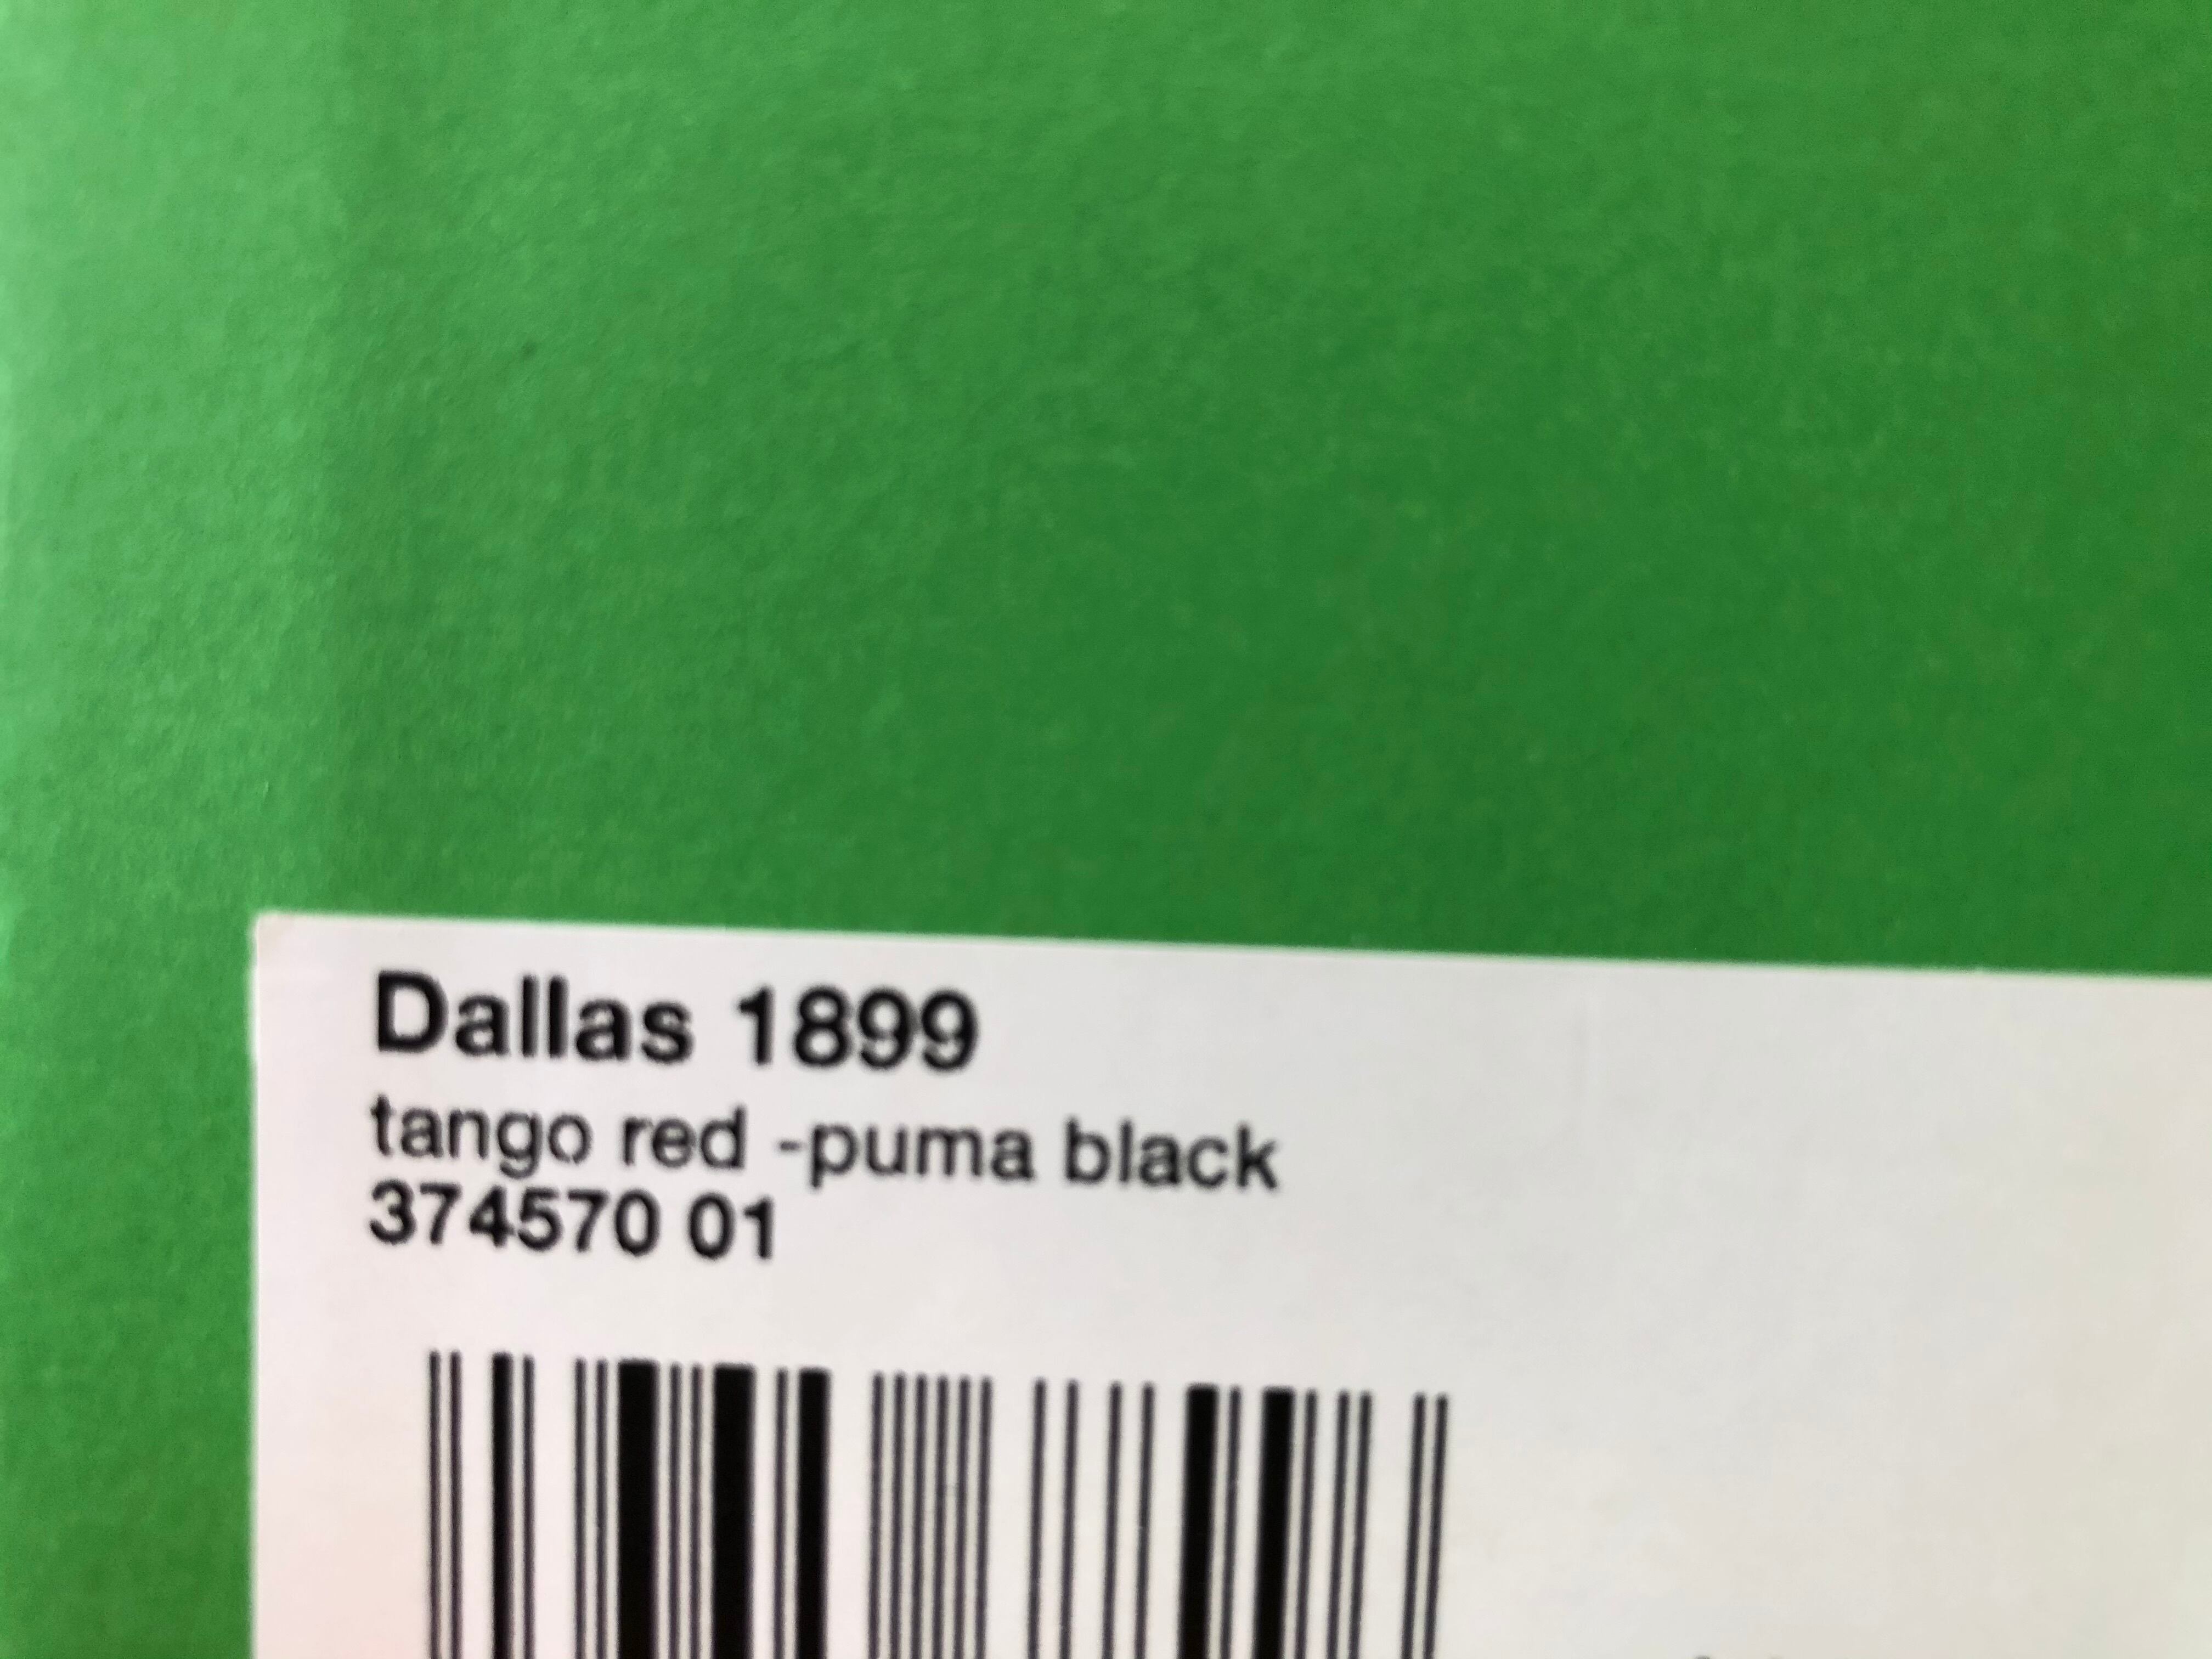 Dallas 1899
tango red -puma black
374570 01